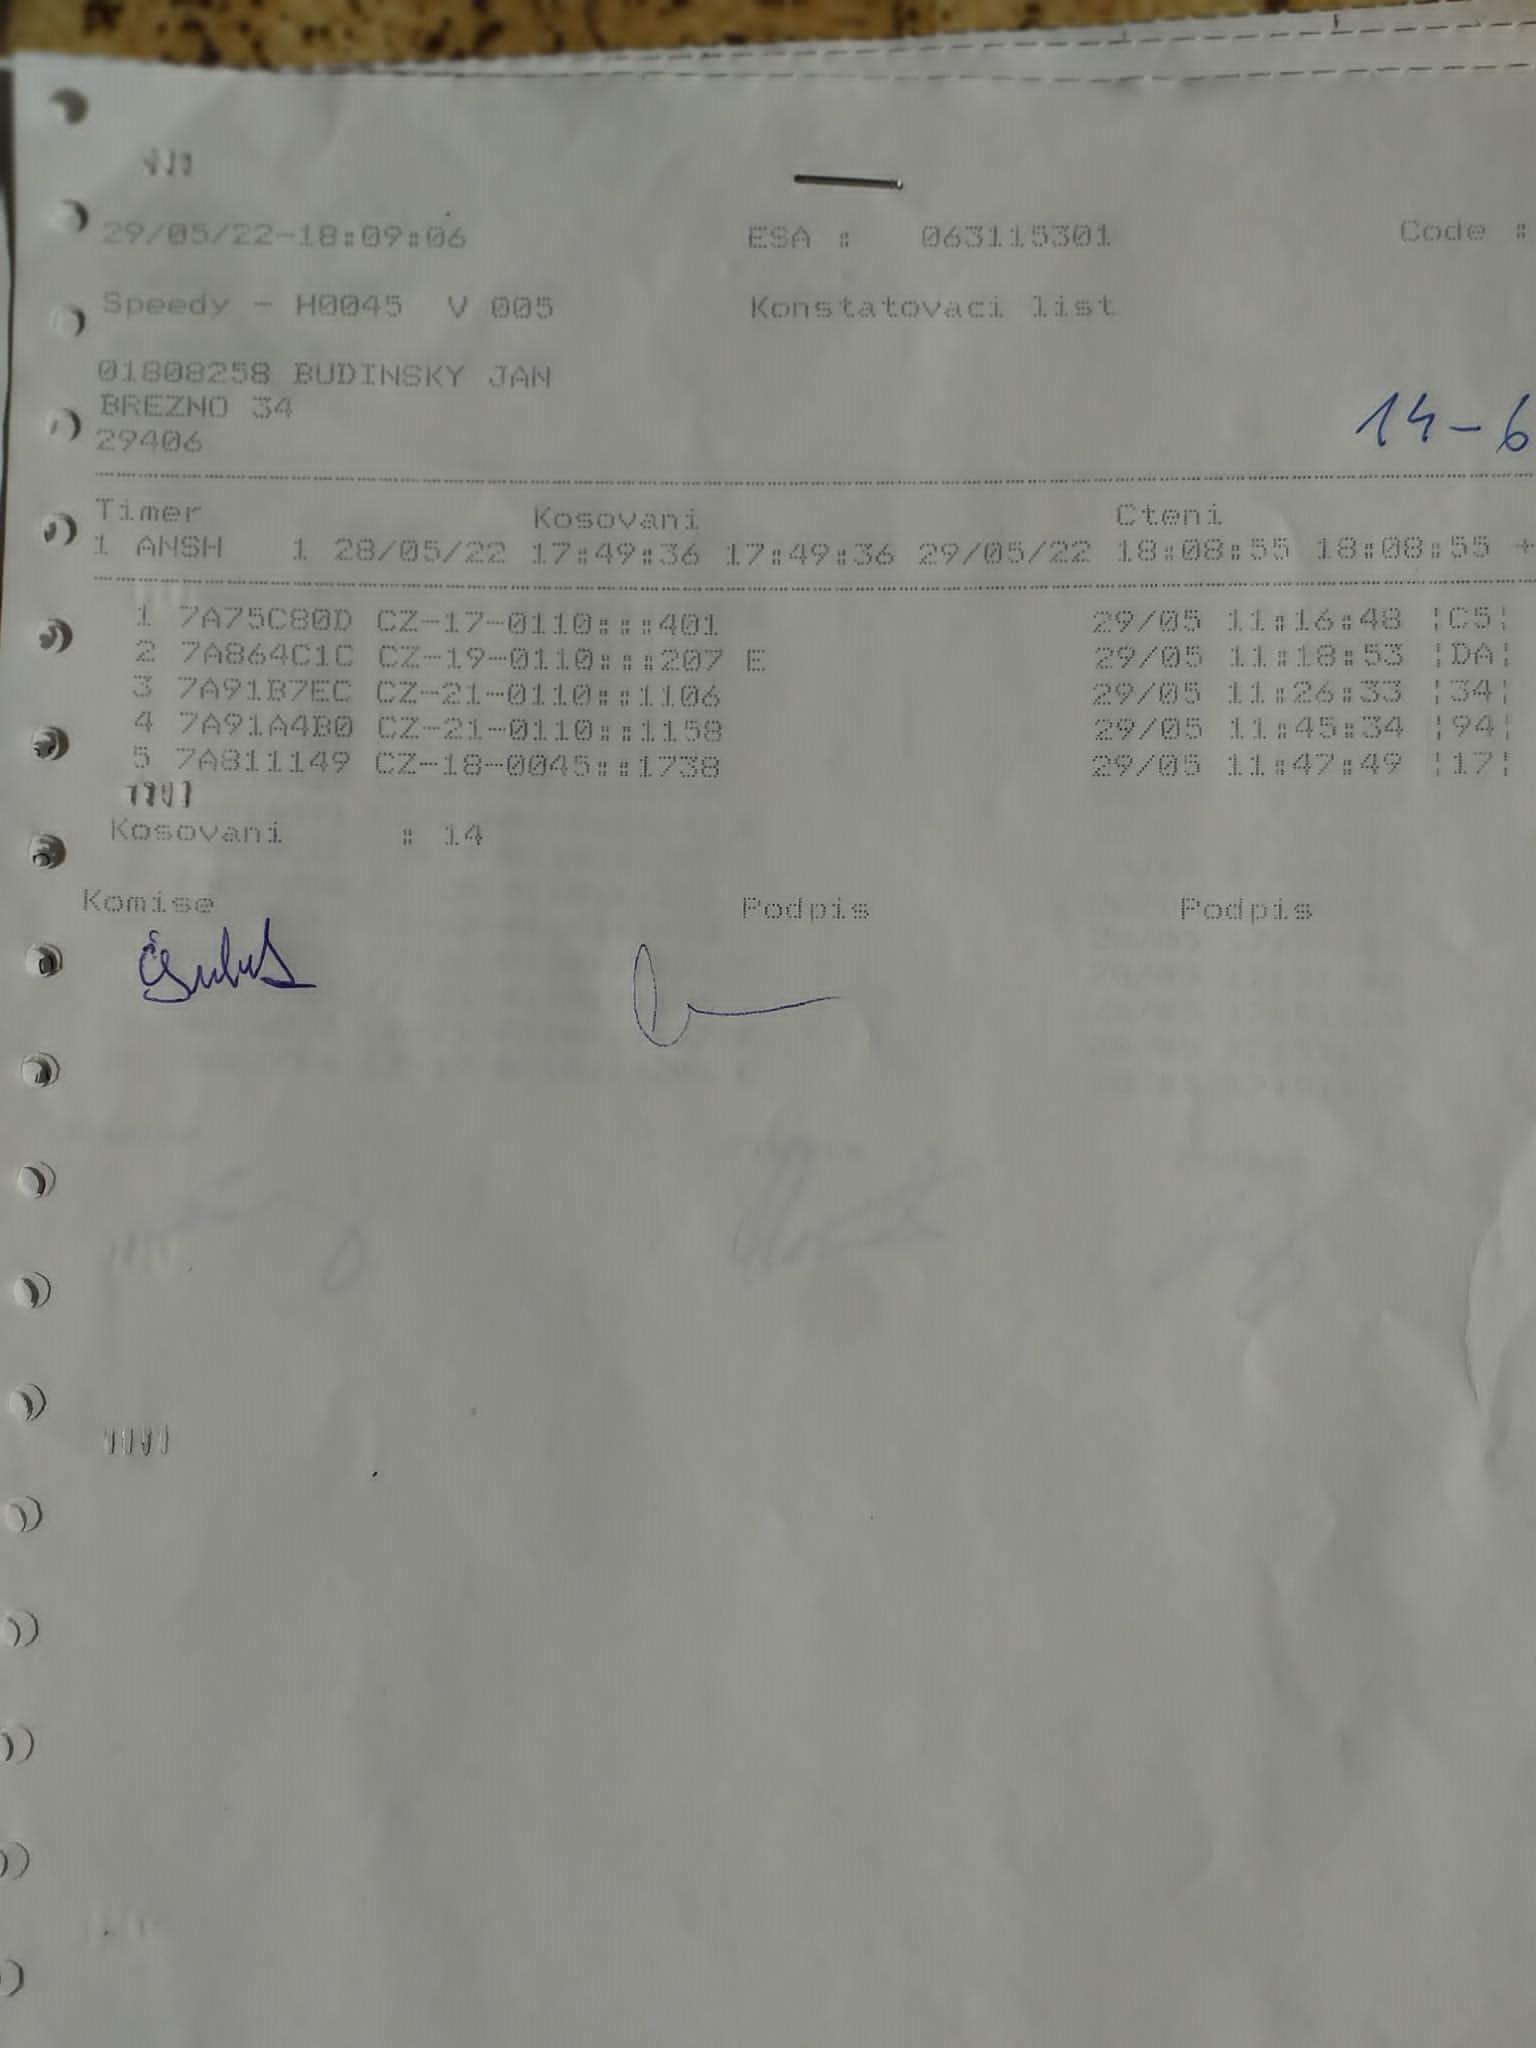 29/05/22-18:09:06 ESA : 063115301 Code :
Speedy - H0045 V 005 Konstatovaci list
01808258 BUDINSKY JAN
BREZNO 34
29406
14-6
Timer Kosovani Cteni
1 ANSH 1 28/05/22 17:49:36 17:49:36 29/05/22 18:08:55 18:08:55 +
1 7A75C80D CZ-17-0110:::401 29/05 11:16:48 ¦C5¦
2 7A864C1C CZ-19-0110:::207 E 29/05 11:18:53 ¦DA¦
3 7A91B7EC CZ-21-0110::1106 29/05 11:26:33 ¦34¦
4 7A91A4B0 CZ-21-0110::1158 29/05 11:45:34 ¦94¦
5 7A811149 CZ-18-0045::1738 29/05 11:47:49 ¦17¦
Kosovani : 14
Komise Podpis Podpis